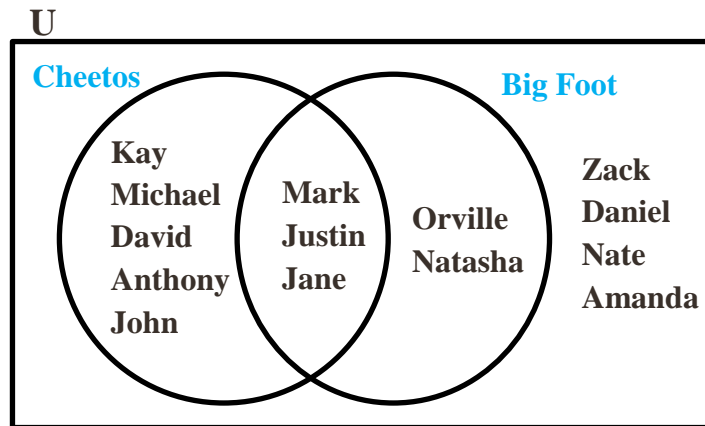 U
Cheetos
Big Foot
Kay
Michael
David
Anthony
John
Mark
Justin
Jane
Orville
Natasha
Zack
Daniel
Nate
Amanda